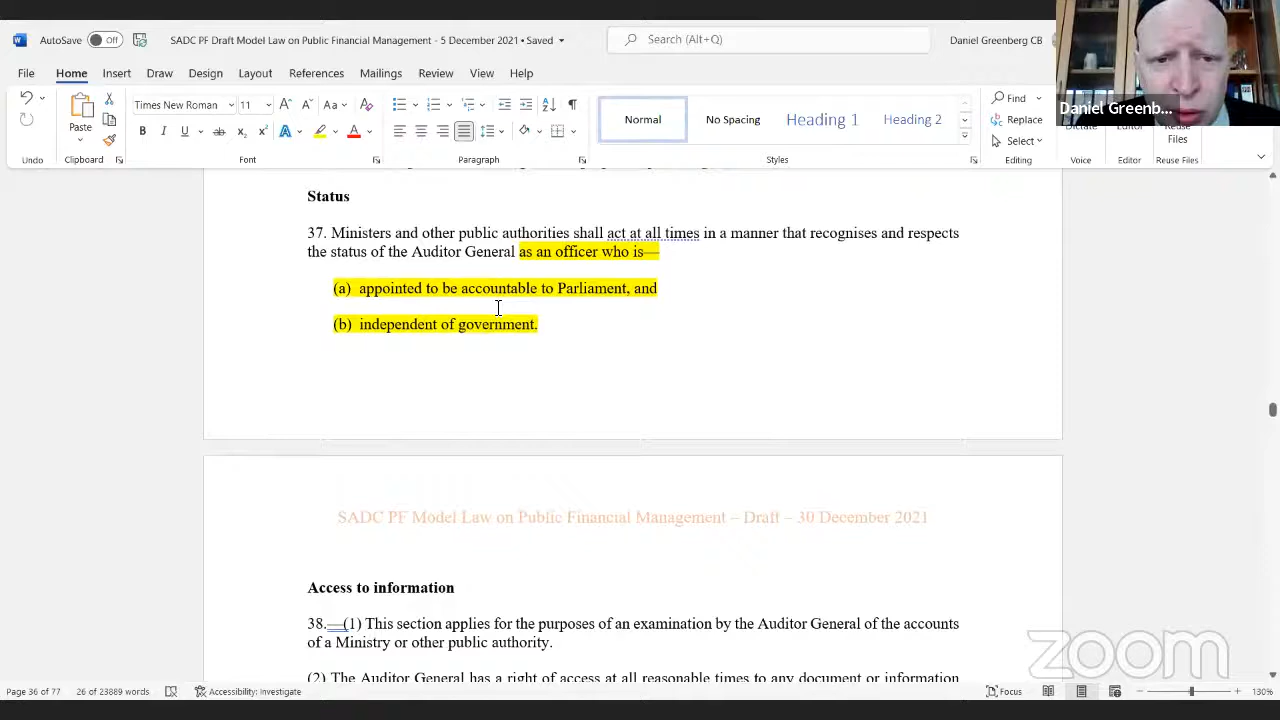 AutoSave Off SADC PF Draft Model Law on Public Financial Management - 5 December 2021 • Saved Search (Alt+Q) Daniel Greenberg CB
File Home Insert Draw Design Layout References Mailings Review View Help
Times New Roman 11 A A Aa A ¶ Normal No Spacing Heading 1 Heading 2 Find
Replace
Select
Paste B I U ab x₂ x² A A
Dictate Editor Reuse
Files
Undo Clipboard Font Paragraph Styles Editing Voice Editor Reuse Files
Daniel Greenb...
Status
37. Ministers and other public authorities shall act at all times in a manner that recognises and respects
the status of the Auditor General as an officer who is—
(a) appointed to be accountable to Parliament, and
(b) independent of government.
SADC PF Model Law on Public Financial Management – Draft – 30 December 2021
Access to information
38.—(1) This section applies for the purposes of an examination by the Auditor General of the accounts
of a Ministry or other public authority.
(2) The Auditor General has a right of access at all reasonable times to any document or information
zoom
Page 36 of 77 26 of 23889 words Accessibility: Investigate Focus 130%